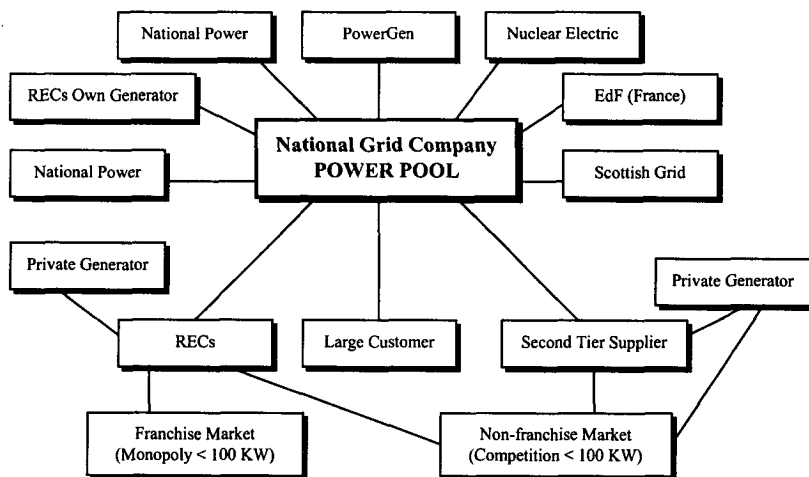 National Power
PowerGen
Nuclear Electric
RECs Own Generator
EdF (France)
National Grid Company
POWER POOL
National Power
Scottish Grid
Private Generator
Private Generator
RECs
Large Customer
Second Tier Supplier
Franchise Market
(Monopoly < 100 KW)
Non-franchise Market
(Competition < 100 KW)